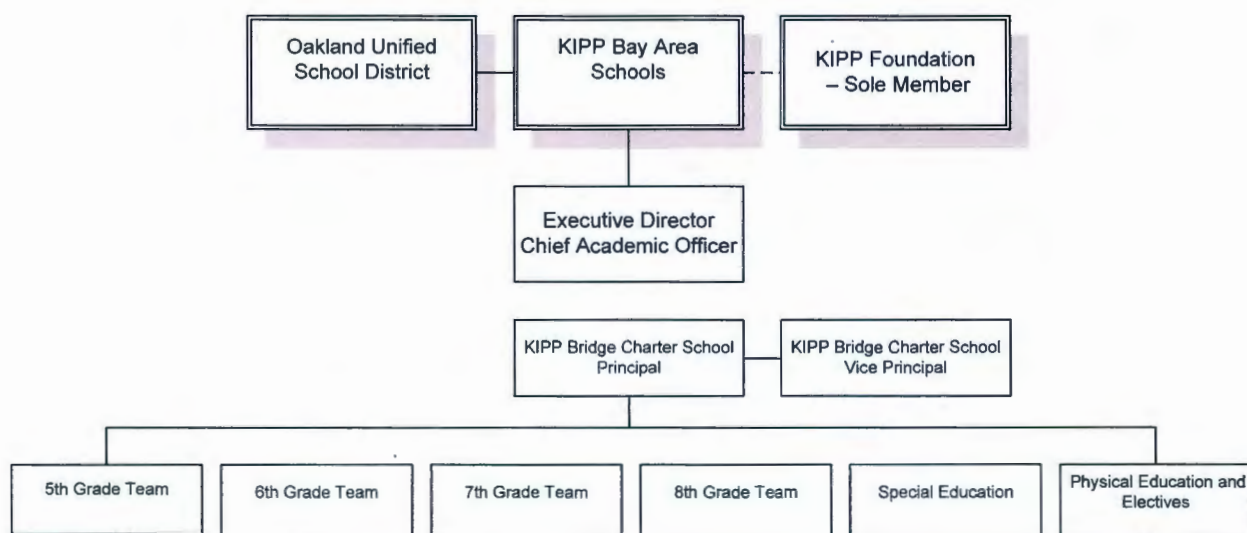 Oakland Unified
School District
KIPP Bay Area
Schools
KIPP Foundation
– Sole Member
Executive Director
Chief Academic Officer
KIPP Bridge Charter School
Principal
KIPP Bridge Charter School
Vice Principal
5th Grade Team
6th Grade Team
7th Grade Team
8th Grade Team
Special Education
Physical Education and
Electives